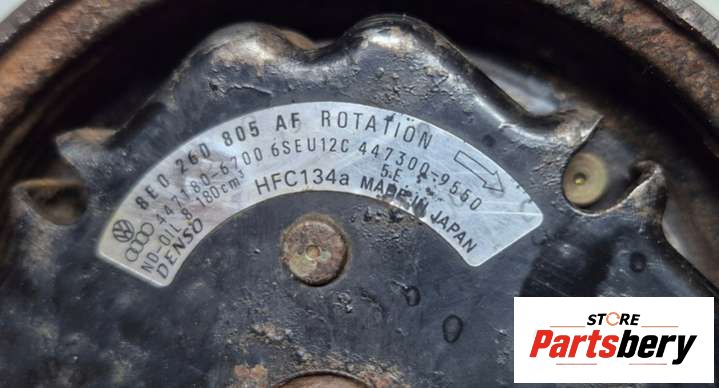 8E0 260 805 AF ROTATION
447180-6700 6SEU12C 447300-9560
5.E
ND-OIL 8 180cm³ HFC134a MADE IN JAPAN
DENSO
STORE
Partsbery